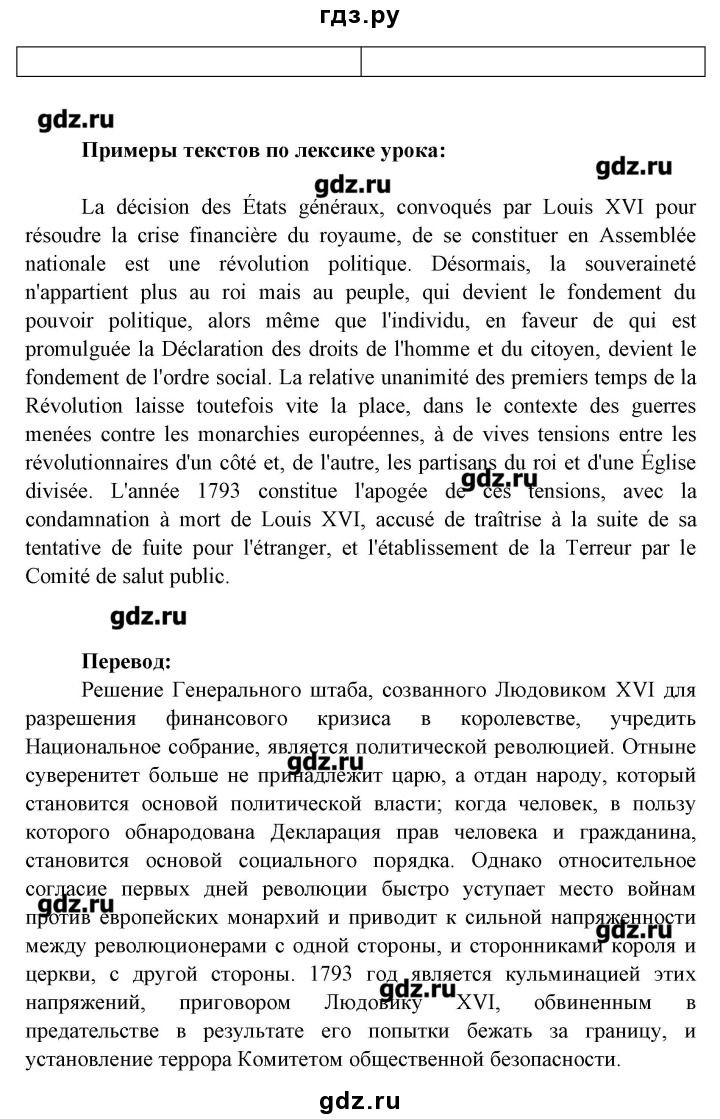 гдз.ру
gdz.ru
Примеры текстов по лексике урока:
gdz.ru
gdz.ru
La décision des États généraux, convoqués par Louis XVI pour
résoudre la crise financière du royaume, de se constituer en Assemblée
nationale est une révolution politique. Désormais, la souveraineté
n'appartient plus au roi mais au peuple, qui devient le fondement du
pouvoir politique, alors même que l'individu, en faveur de qui est
promulguée la Déclaration des droits de l'homme et du citoyen, devient le
fondement de l'ordre social. La relative unanimité des premiers temps de la
Révolution laisse toutefois vite la place, dans le contexte des guerres
menées contre les monarchies européennes, à de vives tensions entre les
révolutionnaires d'un côté et, de l'autre, les partisans du roi et d'une Église
gdz.ru
divisée. L'année 1793 constitue l'apogée de ces tensions, avec la
condamnation à mort de Louis XVI, accusé de traîtrise à la suite de sa
tentative de fuite pour l'étranger, et l'établissement de la Terreur par le
Comité de salut public.
gdz.ru
Перевод:
Решение Генерального штаба, созванного Людовиком XVI для
разрешения финансового кризиса в королевстве, учредить
Национальное собрание, является политической революцией. Отныне
gdz.ru
суверенитет больше не принадлежит царю, а отдан народу, который
становится основой политической власти; когда человек, в пользу
которого обнародована Декларация прав человека и гражданина,
становится основой социального порядка. Однако относительное
согласие первых дней революции быстро уступает место войнам
gdz.ru
против европейских монархий и приводит к сильной напряженности
gdz.ru
между революционерами с одной стороны, и сторонниками короля и
церкви, с другой стороны. 1793 год является кульминацией этих
gdz.ru
напряжений, приговором Людовику XVI, обвиненным в
предательстве в результате его попытки бежать за границу, и
установление террора Комитетом общественной безопасности.
gdz.ru